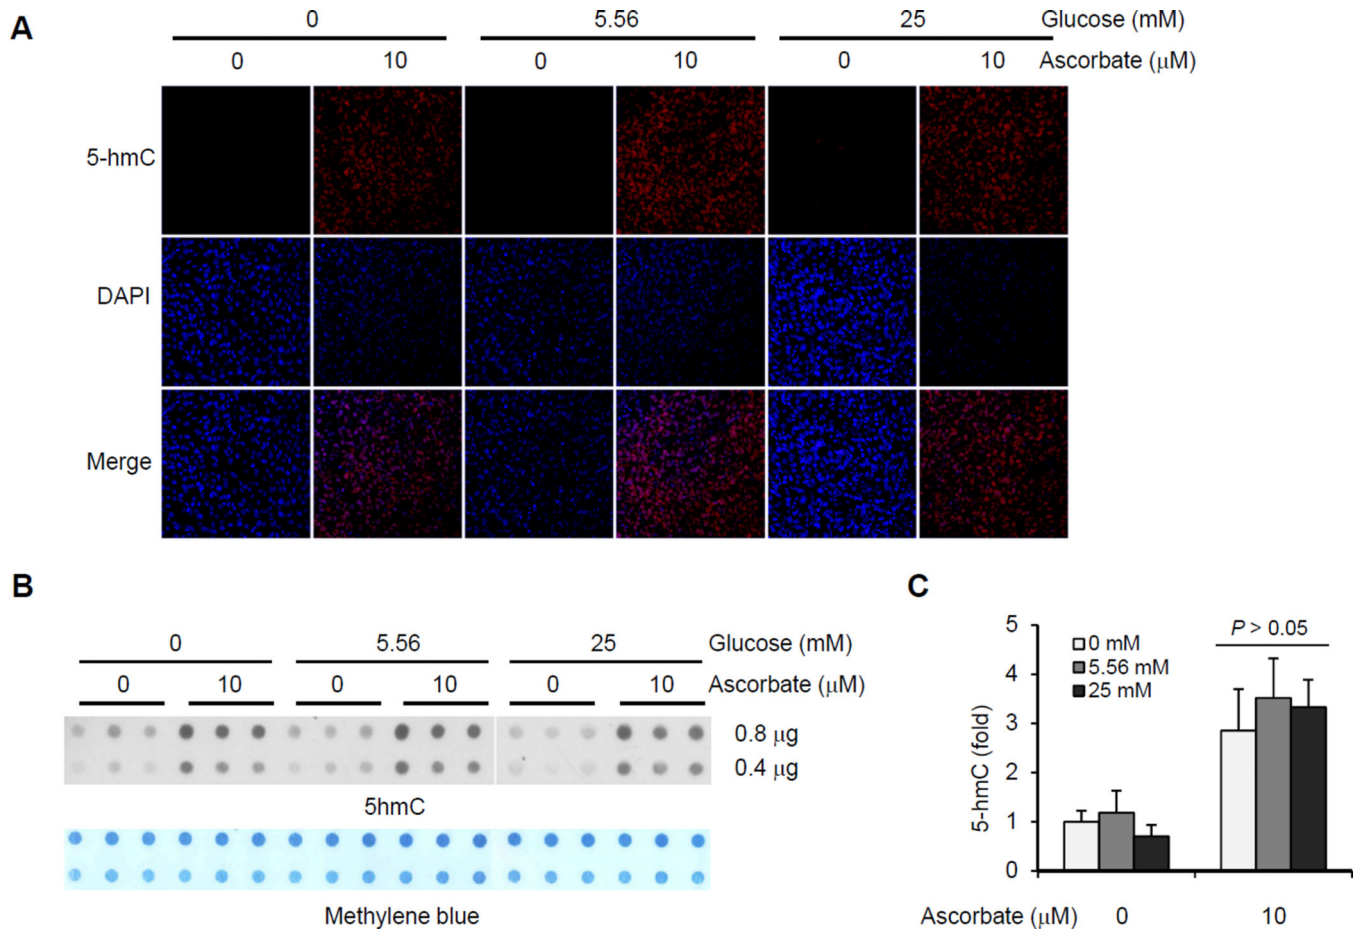 A
0 5.56 25 Glucose (mM)
0 10 0 10 0 10 Ascorbate (μM)
5-hmC
DAPI
Merge
B
0 5.56 25 Glucose (mM)
0 10 0 10 0 10 Ascorbate (μM)
0.8 μg
0.4 μg
5hmC
Methylene blue
C
5
4
3
2
1
0
5-hmC (fold)
0 mM
5.56 mM
25 mM
P > 0.05
Ascorbate (μM) 0 10